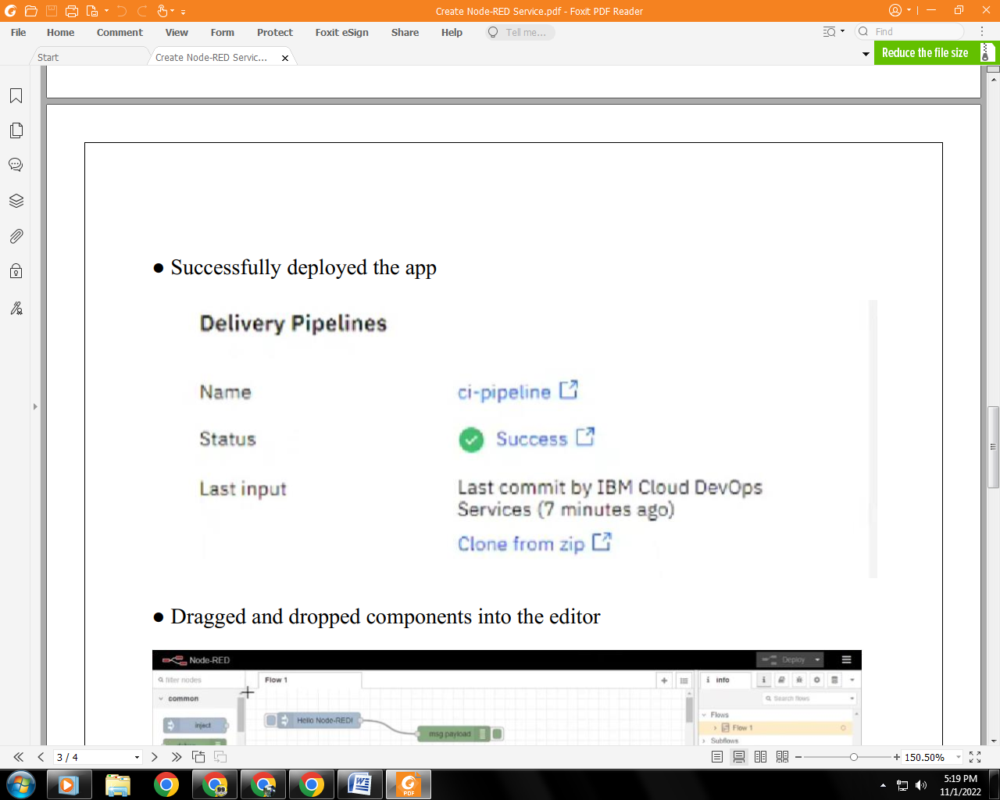 Create Node-RED Service.pdf - Foxit PDF Reader
File Home Comment View Form Protect Foxit eSign Share Help Tell me... Find
Start Create Node-RED Servic... Reduce the file size
● Successfully deployed the app
Delivery Pipelines
Name ci-pipeline
Status Success
Last input Last commit by IBM Cloud DevOps
Services (7 minutes ago)
Clone from zip
● Dragged and dropped components into the editor
Node-RED Deploy
filter nodes Flow 1 info
common Search flows
Flows
inject Hello Node-RED! Flow 1
msg.payload
Subflows
3 / 4 150.50%
99 PDF
5:19 PM
11/1/2022